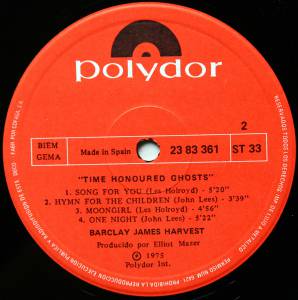 polydor
BIEM
GEMA
Made in Spain
23 83 361
2
ST 33
"TIME HONOURED GHOSTS"
1. SONG FOR YOU (Les Holroyd) - 5'20"
2. HYMN FOR THE CHILDREN (John Lees) - 3'39"
3. MOONGIRL (Les Holroyd) - 4'56"
4. ONE NIGHT (John Lees) - 5'22"
BARCLAY JAMES HARVEST
Producido por Elliot Mazer
℗ 1975
Polydor Int.